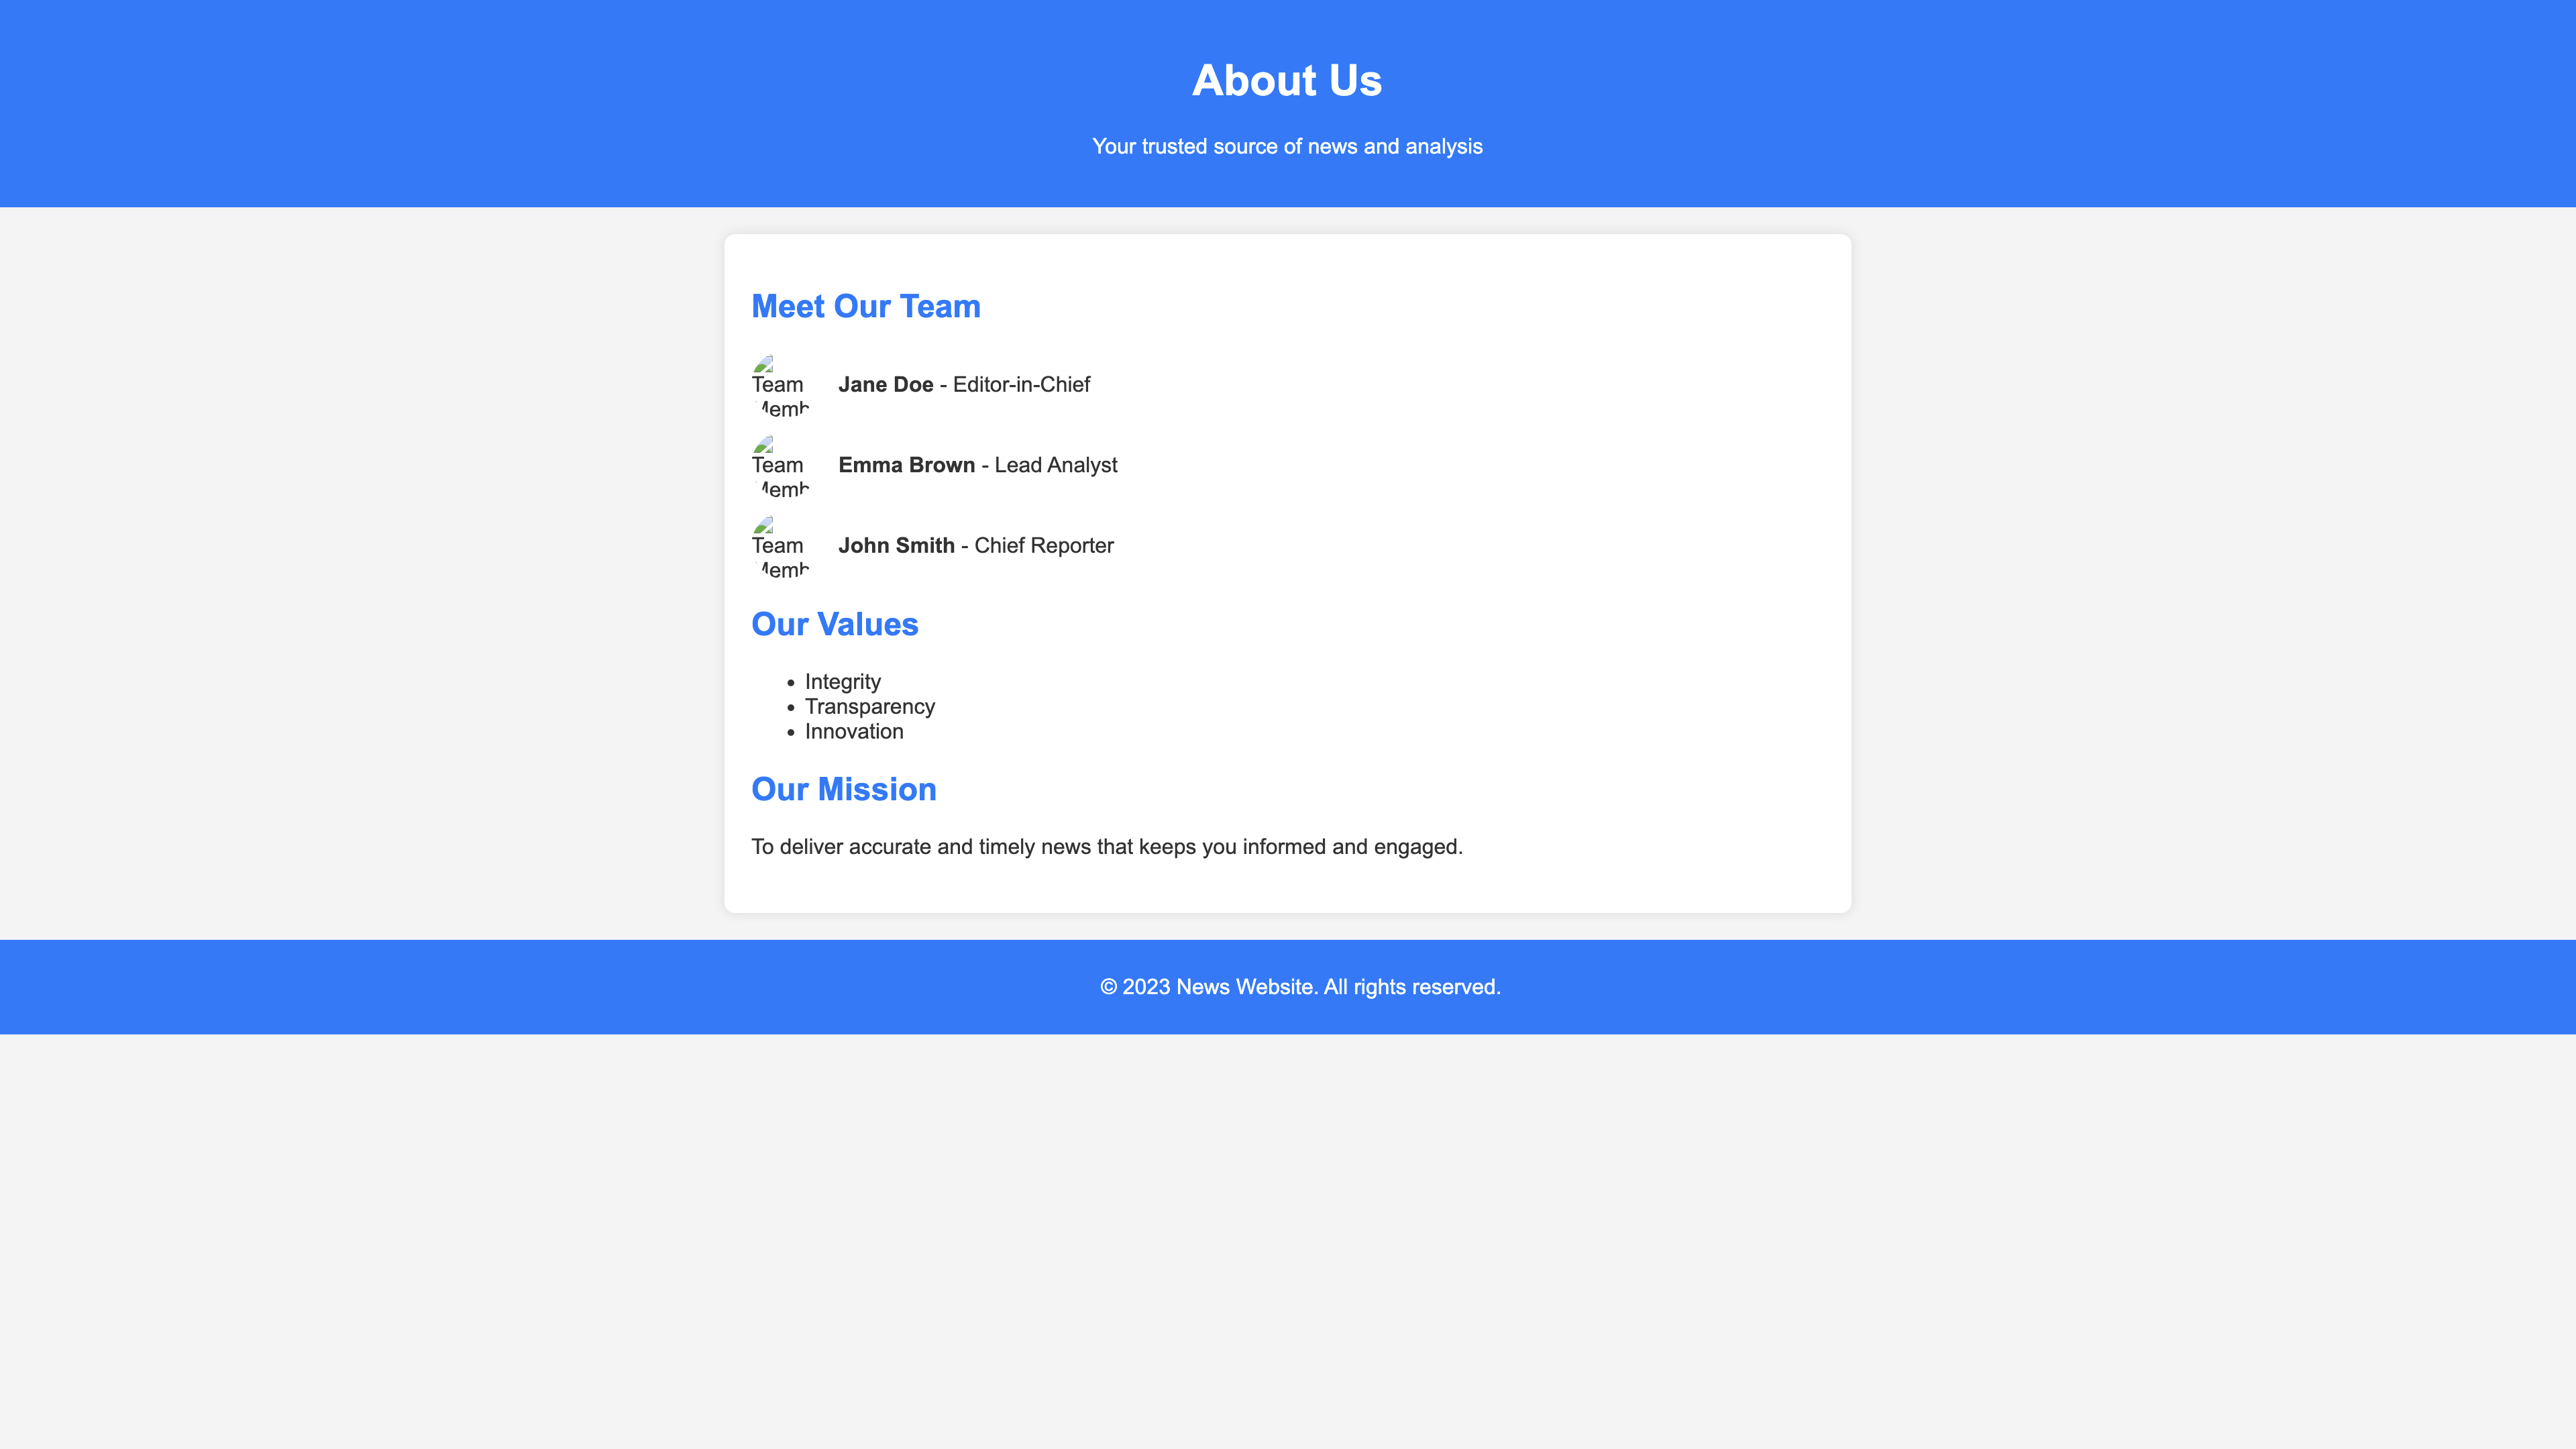 About Us
Your trusted source of news and analysis
Meet Our Team
Team
Memb
Jane Doe - Editor-in-Chief
Team
Memb
Emma Brown - Lead Analyst
Team
Memb
John Smith - Chief Reporter
Our Values
• Integrity
• Transparency
• Innovation
Our Mission
To deliver accurate and timely news that keeps you informed and engaged.
© 2023 News Website. All rights reserved.